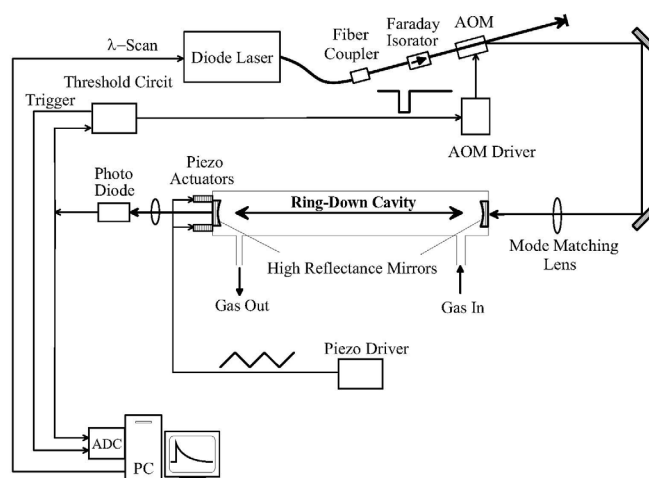 λ−Scan
Diode Laser
Fiber
Coupler
Faraday
Isorator
AOM
Threshold Circit
Trigger
AOM Driver
Photo
Diode
Piezo
Actuators
Ring-Down Cavity
High Reflectance Mirrors
Mode Matching
Lens
Gas Out
Gas In
Piezo Driver
ADC
PC